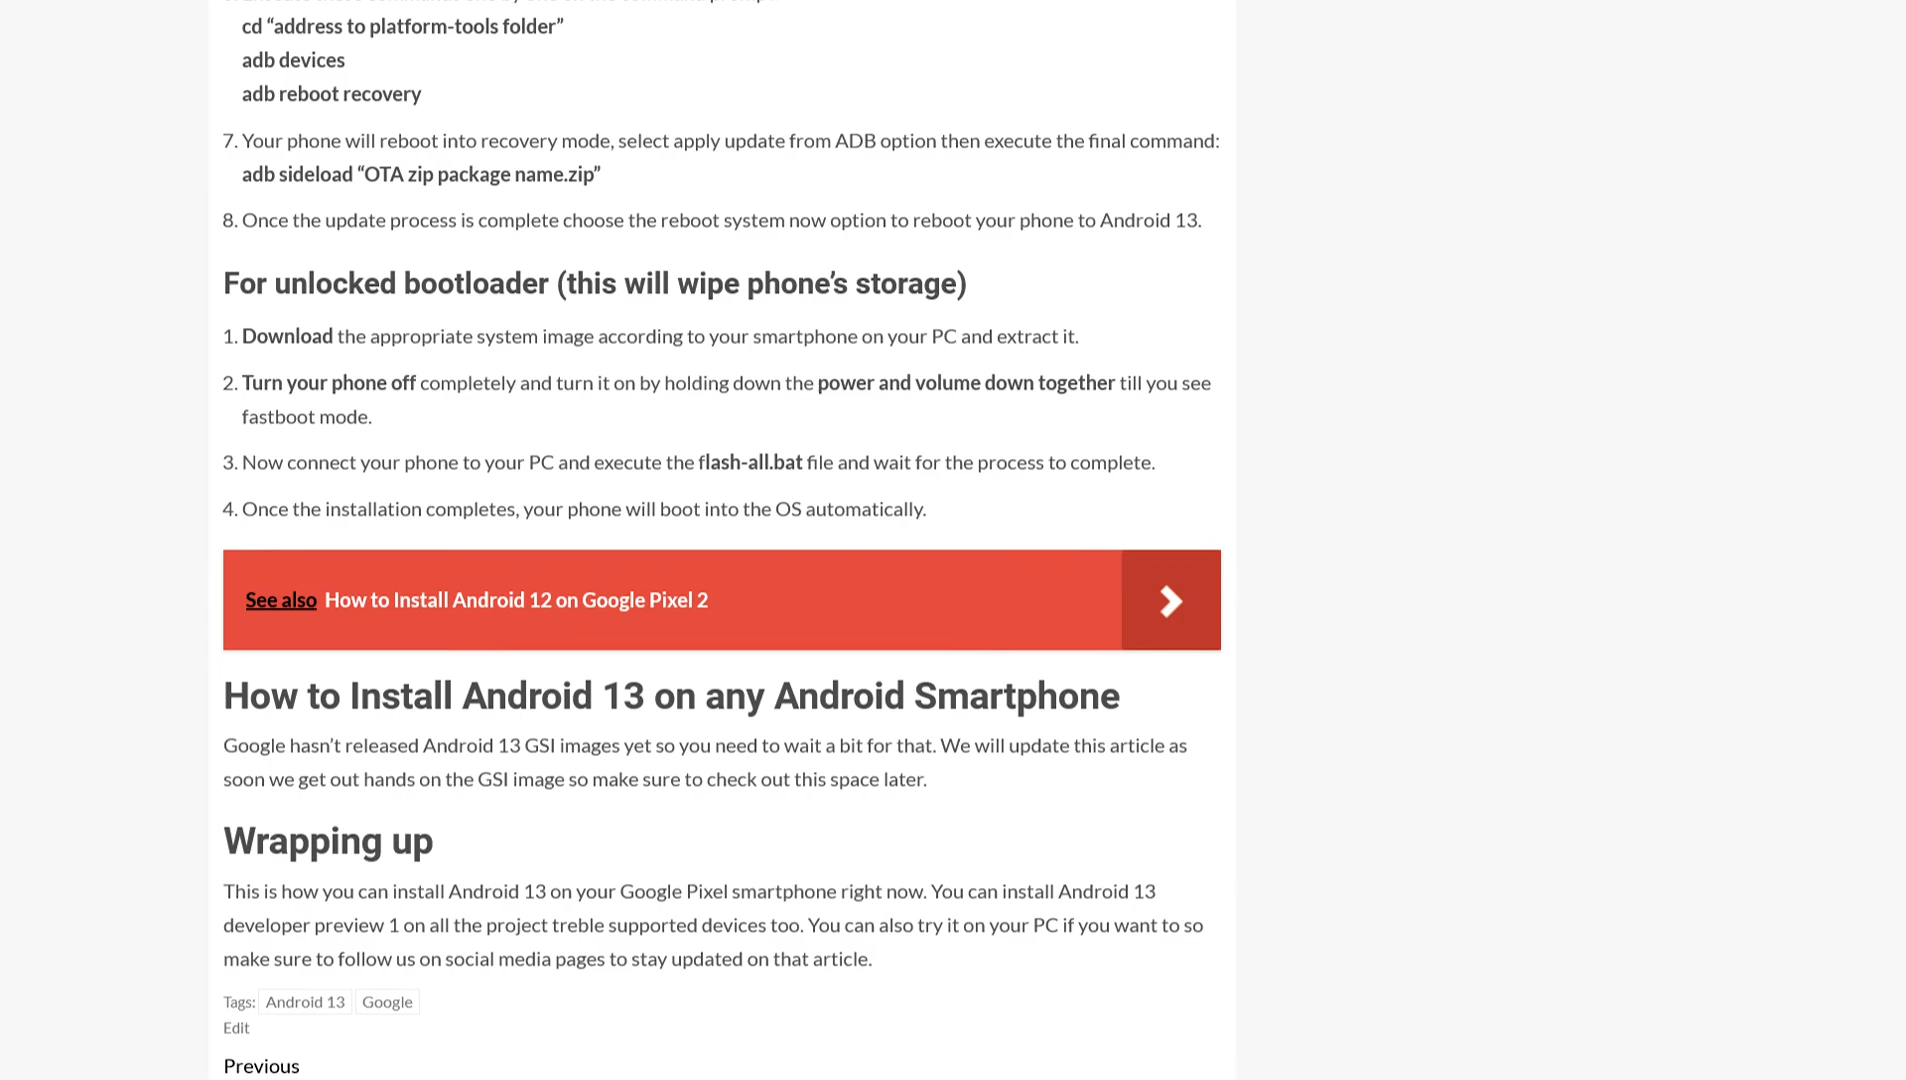 cd “address to platform-tools folder”
adb devices
adb reboot recovery
7. Your phone will reboot into recovery mode, select apply update from ADB option then execute the final command:
adb sideload “OTA zip package name.zip”
8. Once the update process is complete choose the reboot system now option to reboot your phone to Android 13.
For unlocked bootloader (this will wipe phone’s storage)
1. Download the appropriate system image according to your smartphone on your PC and extract it.
2. Turn your phone off completely and turn it on by holding down the power and volume down together till you see
fastboot mode.
3. Now connect your phone to your PC and execute the flash-all.bat file and wait for the process to complete.
4. Once the installation completes, your phone will boot into the OS automatically.
See also How to Install Android 12 on Google Pixel 2
How to Install Android 13 on any Android Smartphone
Google hasn’t released Android 13 GSI images yet so you need to wait a bit for that. We will update this article as
soon we get out hands on the GSI image so make sure to check out this space later.
Wrapping up
This is how you can install Android 13 on your Google Pixel smartphone right now. You can install Android 13
developer preview 1 on all the project treble supported devices too. You can also try it on your PC if you want to so
make sure to follow us on social media pages to stay updated on that article.
Tags: Android 13 Google
Edit
Previous